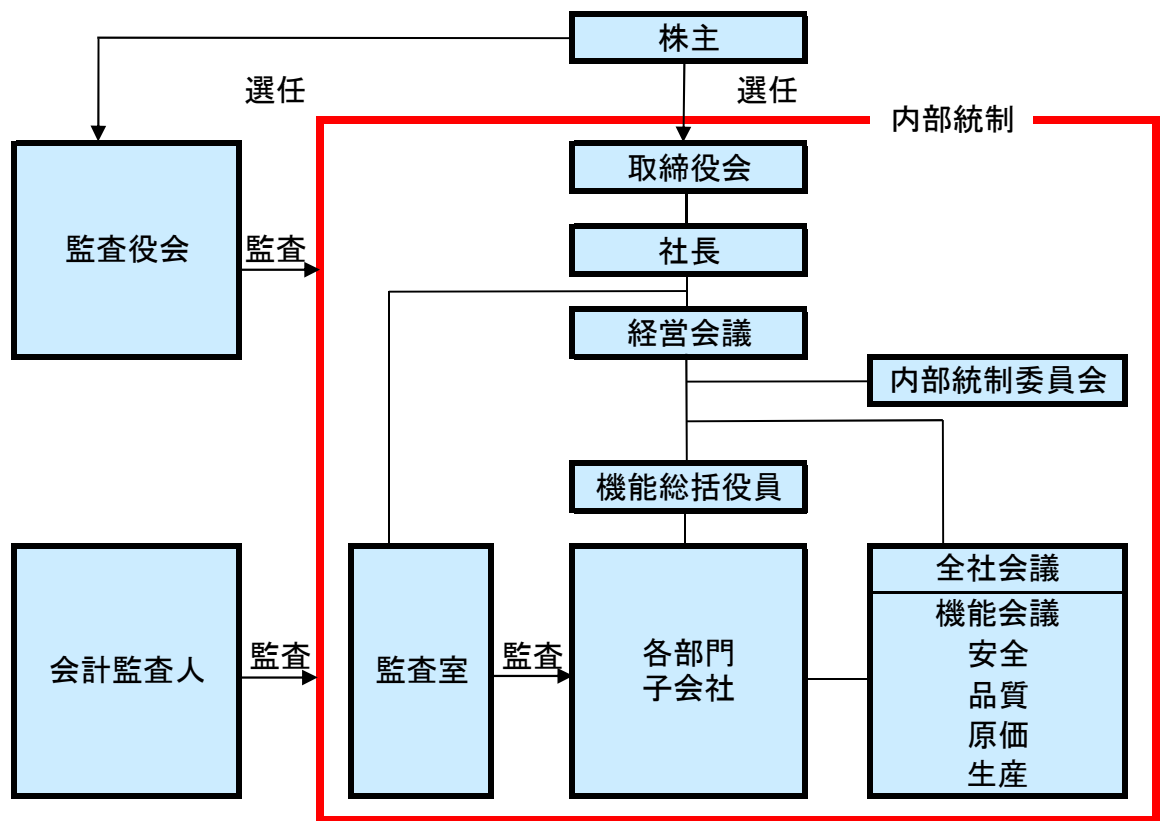 株主
選任
選任
内部統制
取締役会
監査役会
監査
社長
経営会議
内部統制委員会
機能総括役員
会計監査人
監査
監査室
監査
各部門
子会社
全社会議
機能会議
安全
品質
原価
生産